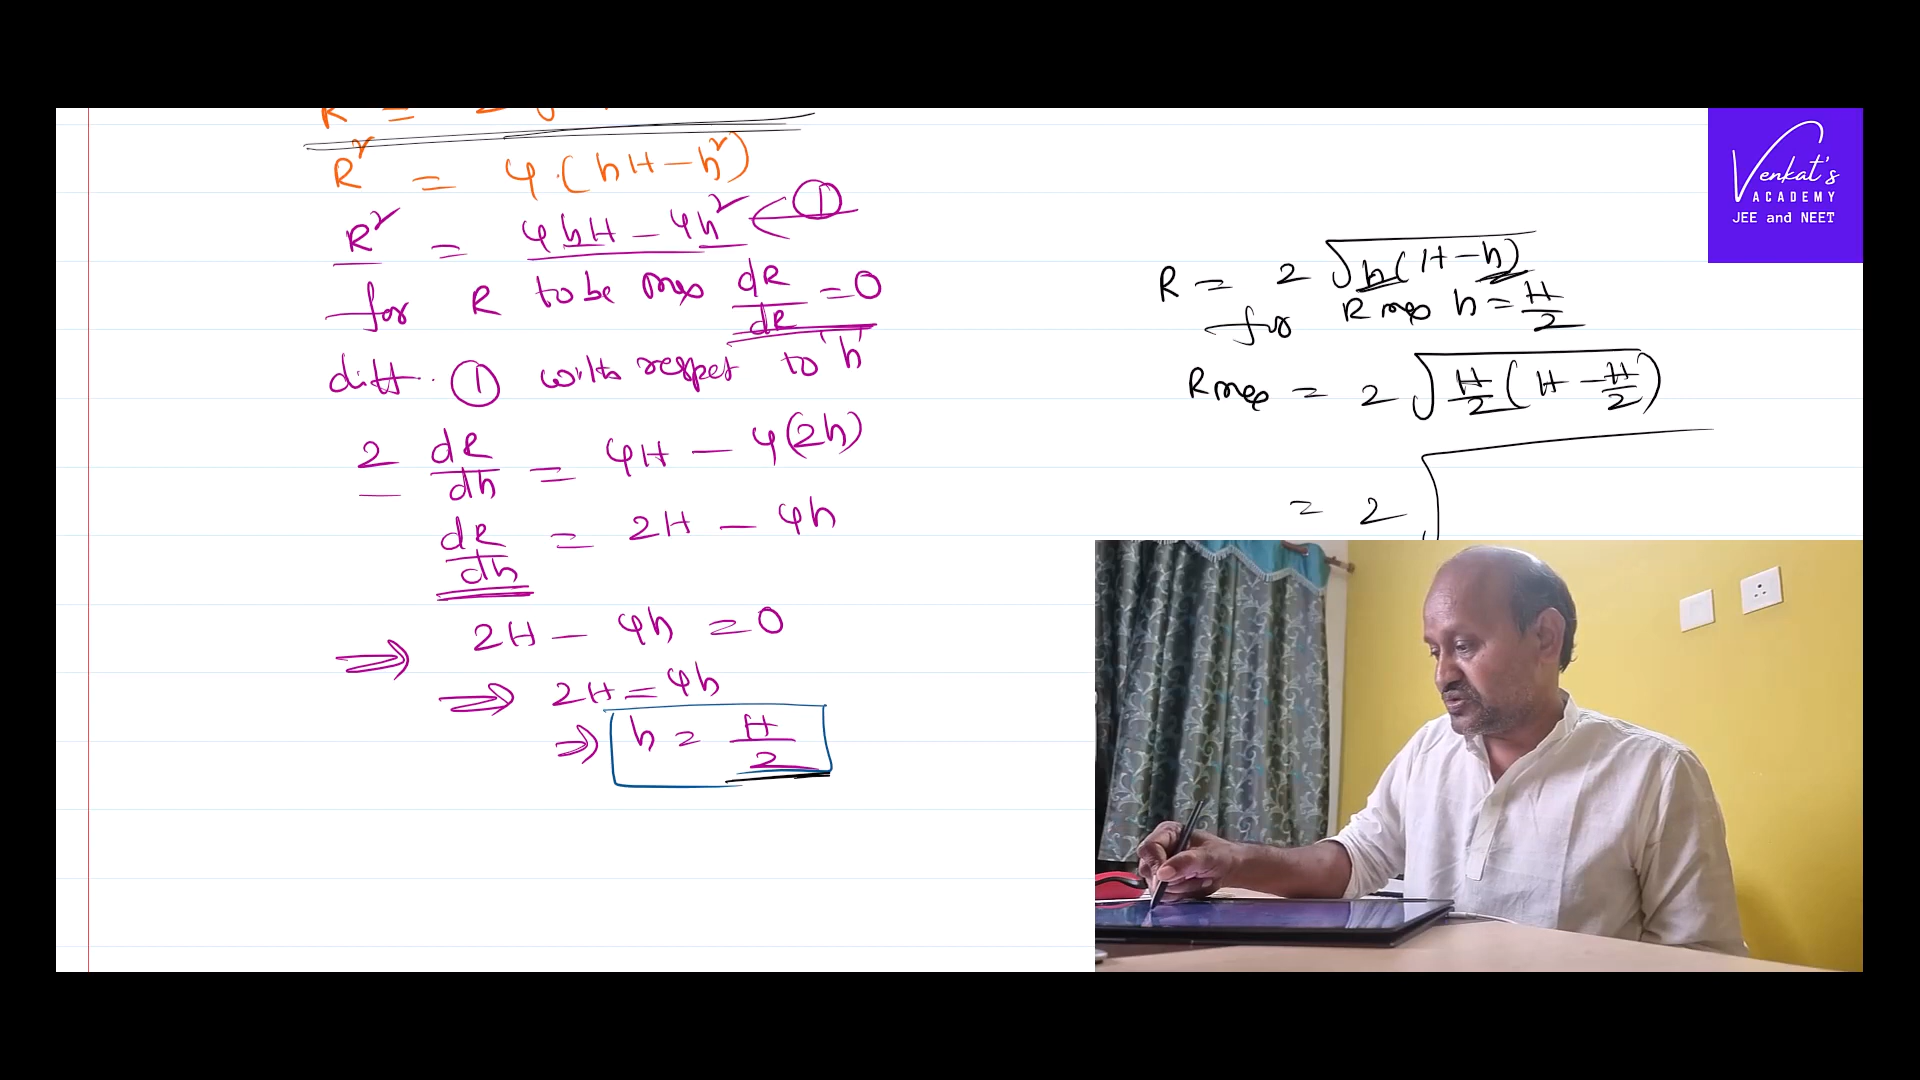 R² = 4.(hH-h²)
R² = 4hH - 4h² ← ①
for R to be max dR/dR = 0
diff. ① with respet to 'h'
2 dR/dh = 4H - 4(2h)
dR/dh = 2H - 4h
⇒ 2H - 4h = 0
⇒ 2H = 4h
⇒ h = H/2
Venkat's
ACADEMY
JEE and NEET
R = 2 √h(H-h)
for R max h = H/2
Rmax = 2 √H/2 (H - H/2)
= 2 √